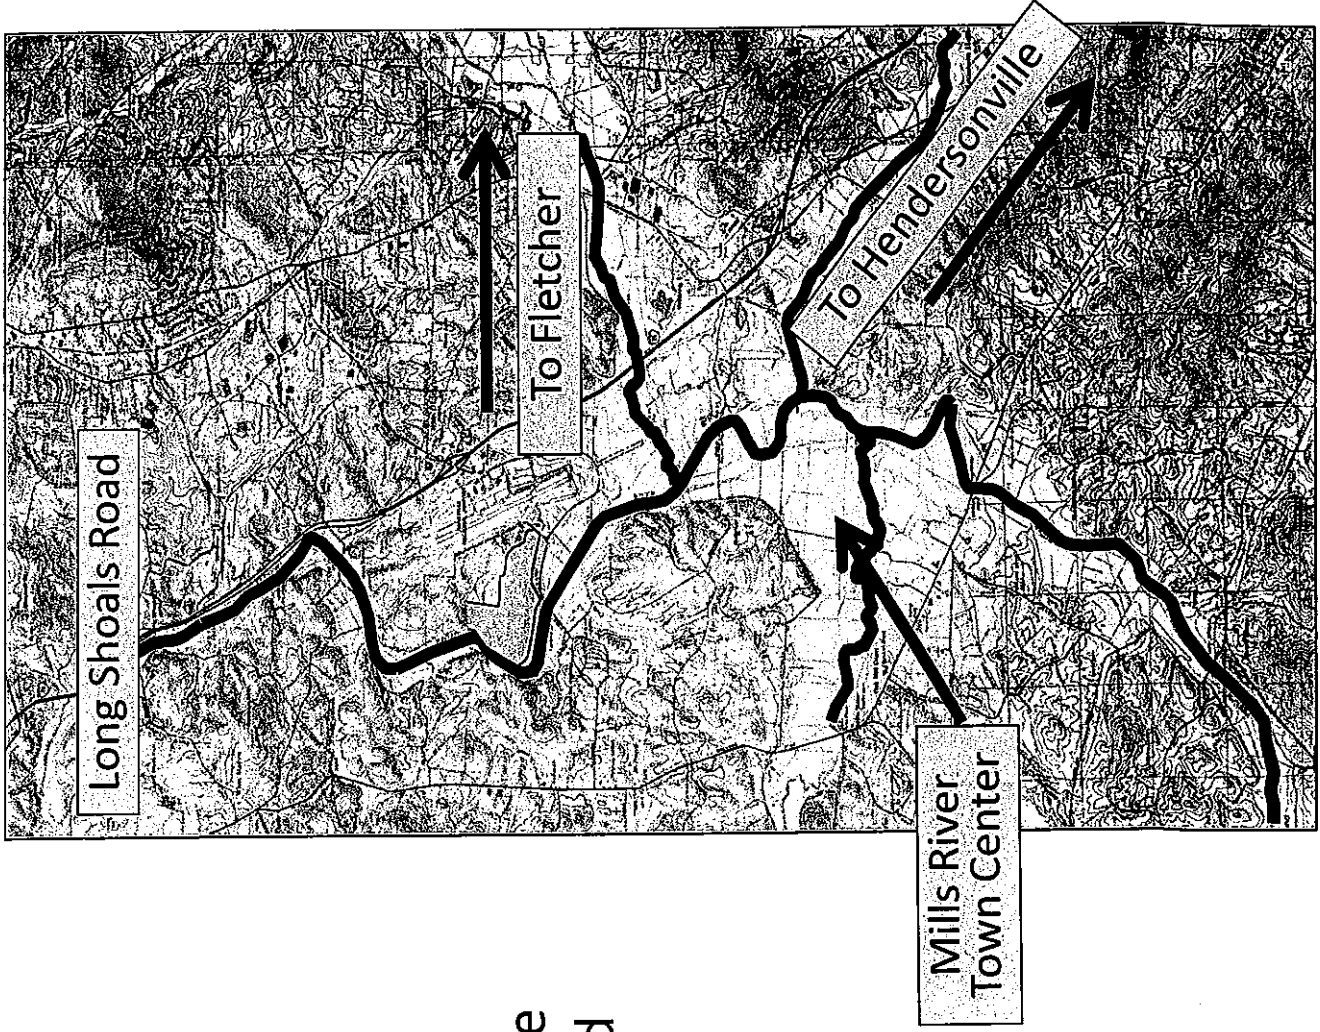 Long Shoals Road
To Fletcher
To Hendersonville
Mills River
Town Center
e
d